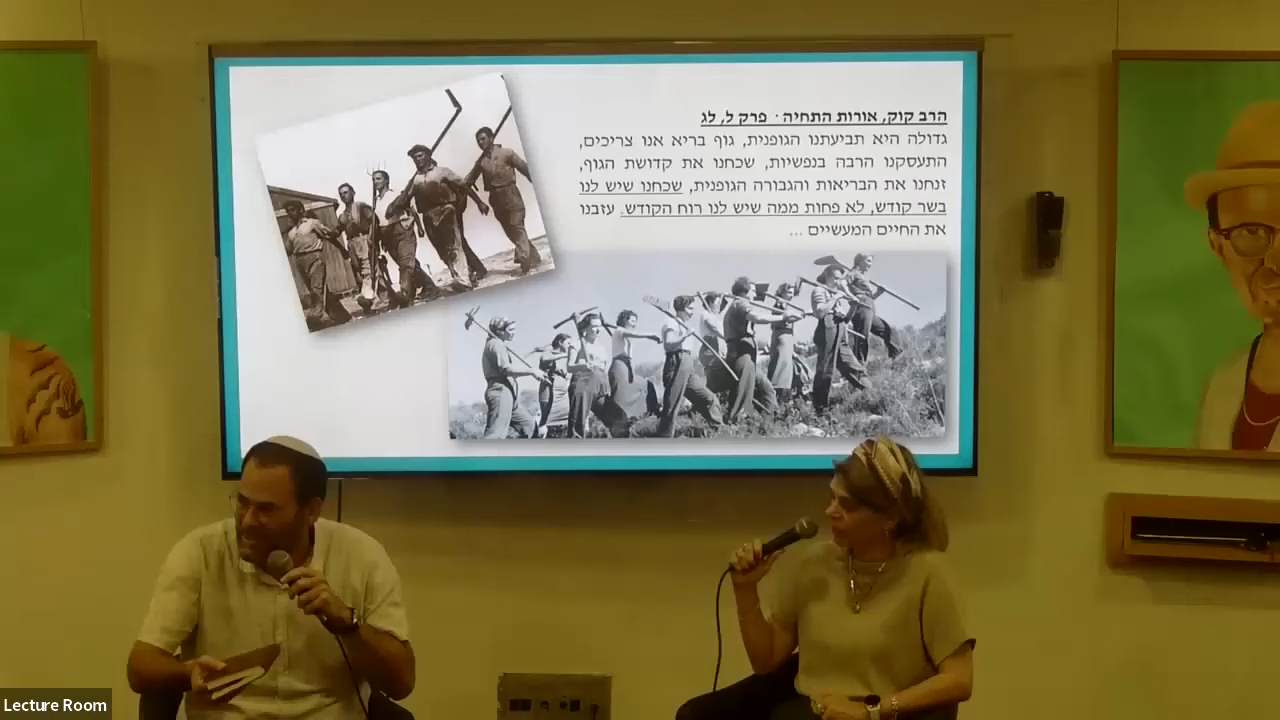 הרב קוק, אורות התחיה · פרק ל, לג
גדולה היא תביעתנו הגופנית, גוף בריא אנו צריכים,
התעסקנו הרבה בנפשיות, שכחנו את קדושת הגוף,
זנחנו את הבריאות והגבורה הגופנית, שכחנו שיש לנו
בשר קודש, לא פחות ממה שיש לנו רוח הקודש. עזבנו
את החיים המעשיים ...
Lecture Room